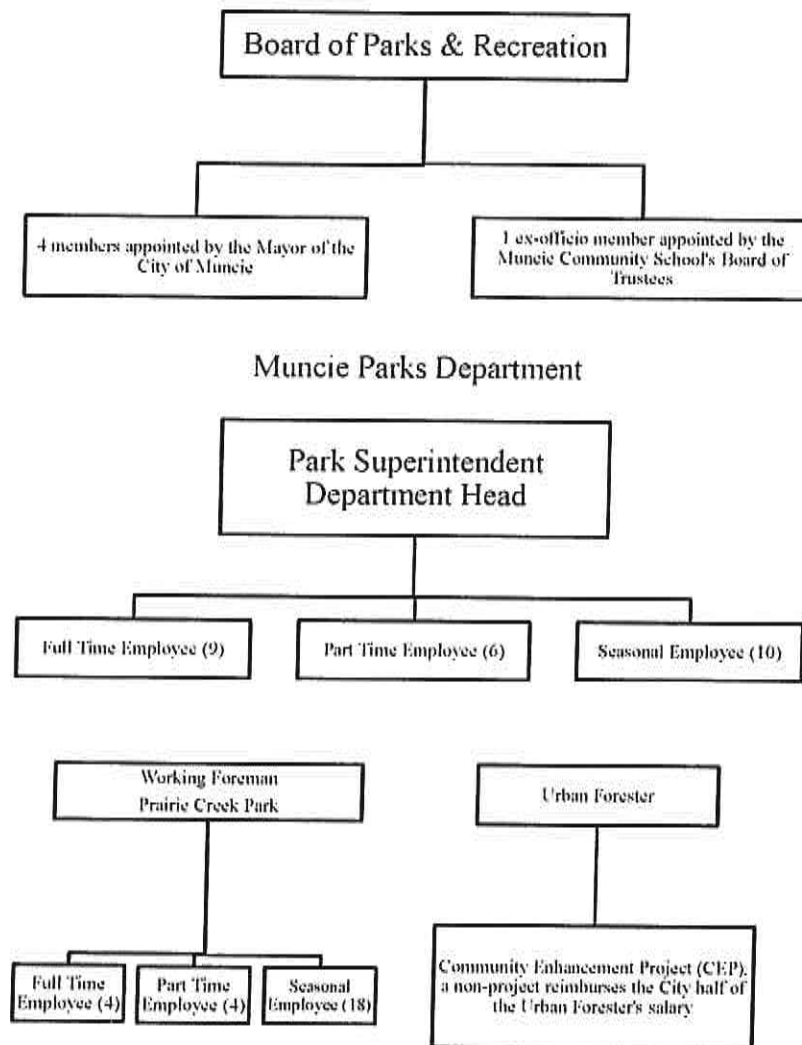 Board of Parks & Recreation
4 members appointed by the Mayor of the
City of Muncie
1 ex-officio member appointed by the
Muncie Community School's Board of
Trustees
Muncie Parks Department
Park Superintendent
Department Head
Full Time Employee (9)
Part Time Employee (6)
Seasonal Employee (10)
Working Foreman
Prairie Creek Park
Urban Forester
Full Time
Employee (4)
Part Time
Employee (4)
Seasonal
Employee (18)
Community Enhancement Project (CEP),
a non-project reimburses the City half of
the Urban Forester's salary